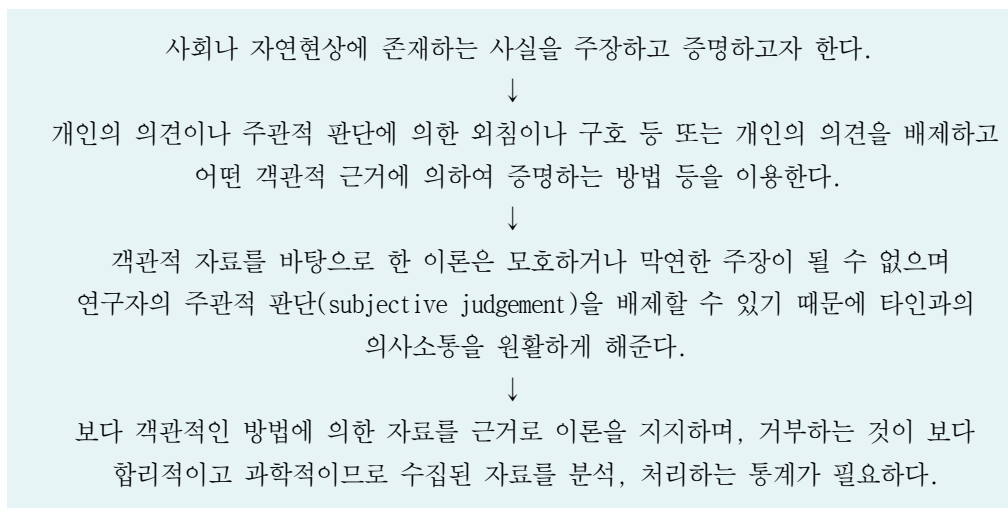 사회나 자연현상에 존재하는 사실을 주장하고 증명하고자 한다.
↓
개인의 의견이나 주관적 판단에 의한 외침이나 구호 등 또는 개인의 의견을 배제하고
어떤 객관적 근거에 의하여 증명하는 방법 등을 이용한다.
↓
객관적 자료를 바탕으로 한 이론은 모호하거나 막연한 주장이 될 수 없으며
연구자의 주관적 판단(subjective judgement)을 배제할 수 있기 때문에 타인과의
의사소통을 원활하게 해준다.
↓
보다 객관적인 방법에 의한 자료를 근거로 이론을 지지하며, 거부하는 것이 보다
합리적이고 과학적이므로 수집된 자료를 분석, 처리하는 통계가 필요하다.